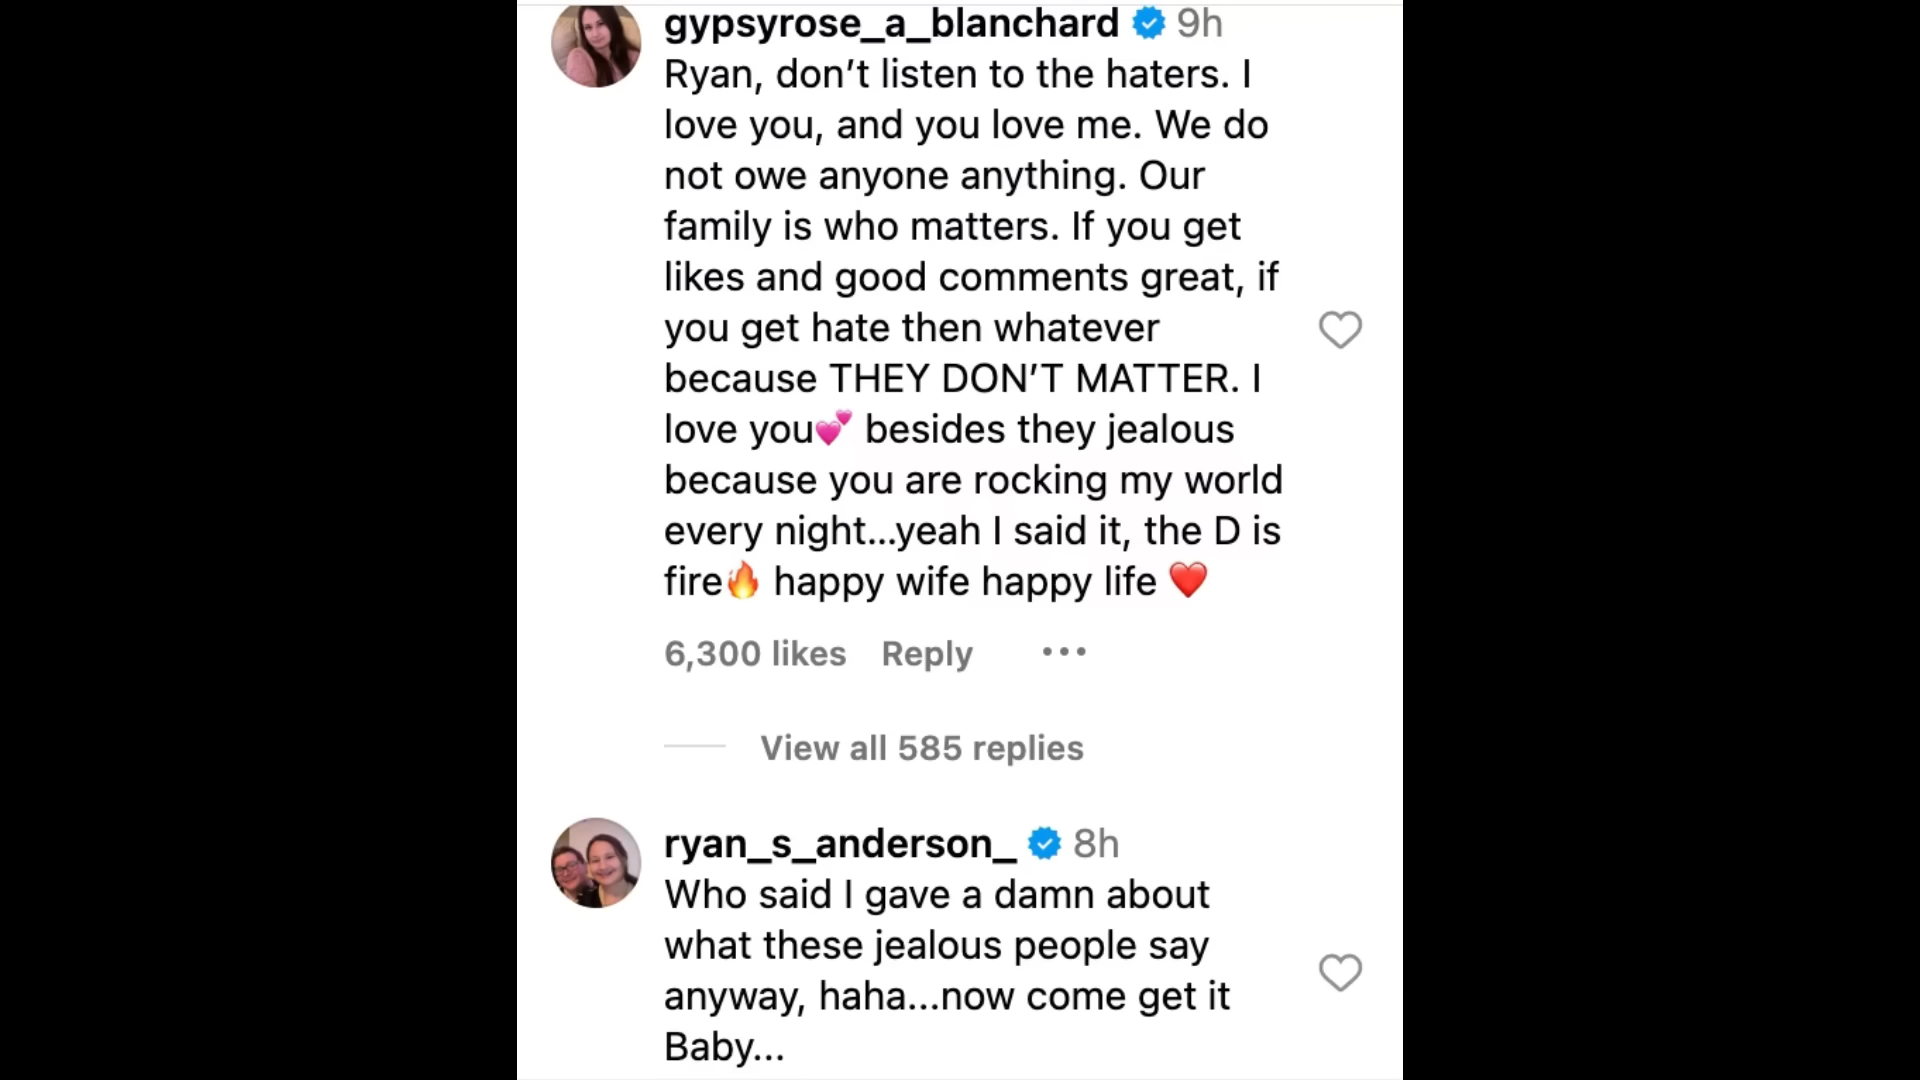 gypsyrose_a_blanchard 9h
Ryan, don’t listen to the haters. I
love you, and you love me. We do
not owe anyone anything. Our
family is who matters. If you get
likes and good comments great, if
you get hate then whatever
because THEY DON’T MATTER. I
love you💕 besides they jealous
because you are rocking my world
every night...yeah I said it, the D is
fire🔥 happy wife happy life ❤️
6,300 likes Reply ...
View all 585 replies
ryan_s_anderson_ 8h
Who said I gave a damn about
what these jealous people say
anyway, haha...now come get it
Baby...